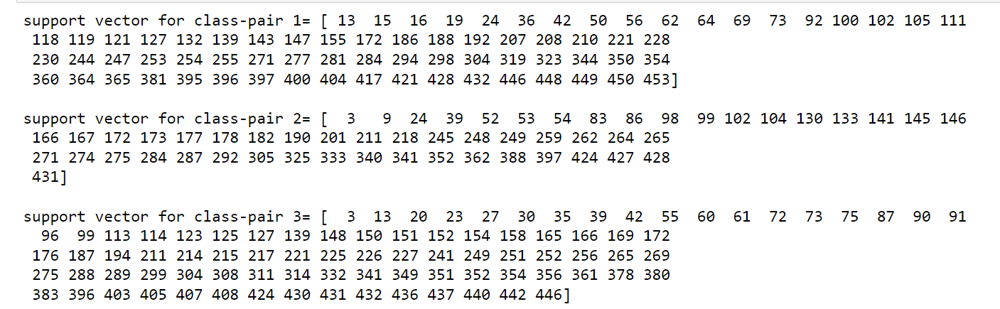 support vector for class-pair 1= [ 13  15  16  19  24  36  42  50  56  62  64  69  73  92 100 102 105 111
 118 119 121 127 132 139 143 147 155 172 186 188 192 207 208 210 221 228
 230 244 247 253 254 255 271 277 281 284 294 298 304 319 323 344 350 354
 360 364 365 381 395 396 397 400 404 417 421 428 432 446 448 449 450 453]
support vector for class-pair 2= [  3   9  24  39  52  53  54  83  86  98  99 102 104 130 133 141 145 146
 166 167 172 173 177 178 182 190 201 211 218 245 248 249 259 262 264 265
 271 274 275 284 287 292 305 325 333 340 341 352 362 388 397 424 427 428
 431]
support vector for class-pair 3= [  3  13  20  23  27  30  35  39  42  55  60  61  72  73  75  87  90  91
  96  99 113 114 123 125 127 139 148 150 151 152 154 158 165 166 169 172
 176 187 194 211 214 215 217 221 225 226 227 241 249 251 252 256 265 269
 275 288 289 299 304 308 311 314 332 341 349 351 352 354 356 361 378 380
 383 396 403 405 407 408 424 430 431 432 436 437 440 442 446]